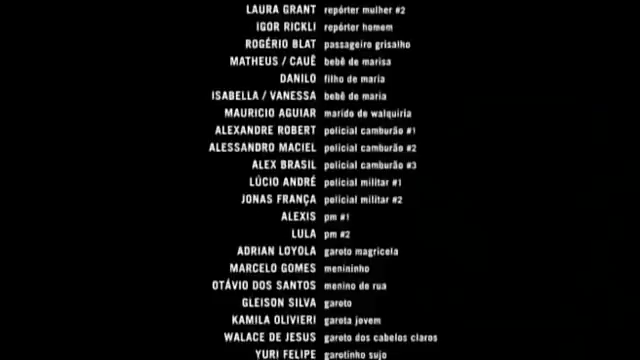 LAURA GRANT repórter mulher #2
IGOR RICKLI repórter homem
ROGÉRIO BLAT passageiro grisalho
MATHEUS / CAUÊ bebê de marisa
DANILO filho de maria
ISABELLA / VANESSA bebê de maria
MAURICIO AGUIAR marido de walquiria
ALEXANDRE ROBERT policial camburão #1
ALESSANDRO MACIEL policial camburão #2
ALEX BRASIL policial camburão #3
LÚCIO ANDRÉ policial militar #1
JONAS FRANÇA policial militar #2
ALEXIS pm #1
LULA pm #2
ADRIAN LOYOLA garoto magricela
MARCELO GOMES menininho
OTÁVIO DOS SANTOS menino de rua
GLEISON SILVA garoto
KAMILA OLIVIERI garota jovem
WALACE DE JESUS garoto dos cabelos claros
YURI FELIPE garotinho sujo